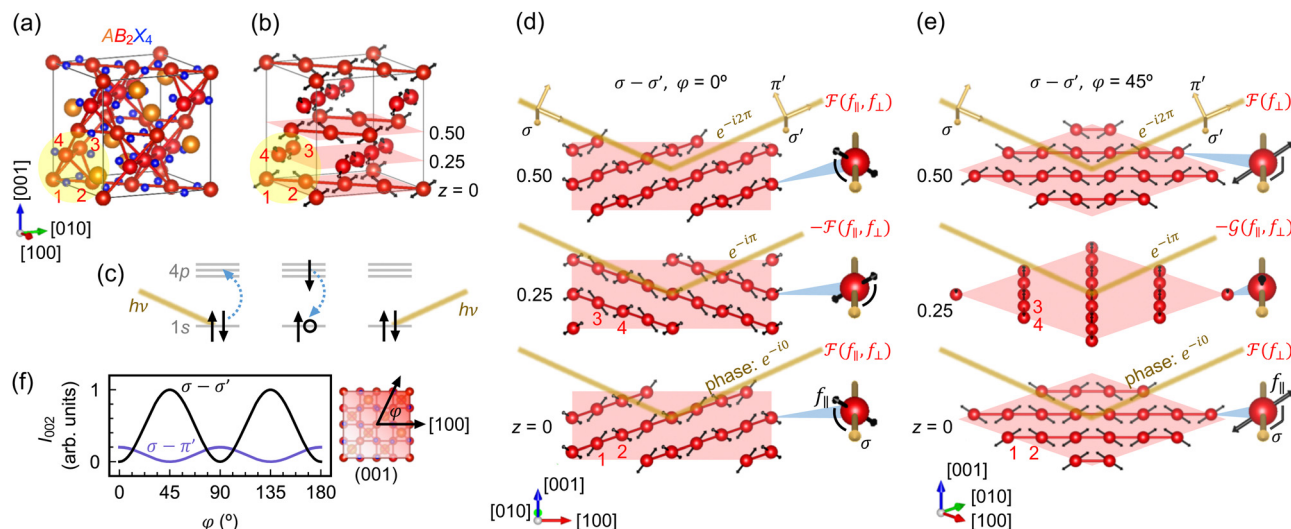 (a)
AB₂X₄
4
3
1
2
[001]
[010]
[100]
(b)
0.50
0.25
z = 0
4
3
1
2
(c)
4p
1s
hν
hν
(f)
I₀₀₂
(arb. units)
1
0
σ − σ′
σ − π′
0
45
90
135
180
φ (º)
φ
[100]
(001)
(d)
σ − σ′, φ = 0º
σ
π′
σ′
e^{-i2π}
ℱ(f∥, f⊥)
0.50
e^{-iπ}
−ℱ(f∥, f⊥)
0.25
3
4
phase: e^{-i0}
ℱ(f∥, f⊥)
f∥
σ
z = 0
1
2
[001]
[010]
[100]
(e)
σ − σ′, φ = 45º
σ
π′
σ′
e^{-i2π}
ℱ(f⊥)
0.50
e^{-iπ}
−𝒢(f∥, f⊥)
0.25
3
4
phase: e^{-i0}
ℱ(f⊥)
f∥
σ
z = 0
1
2
[001]
[010]
[100]